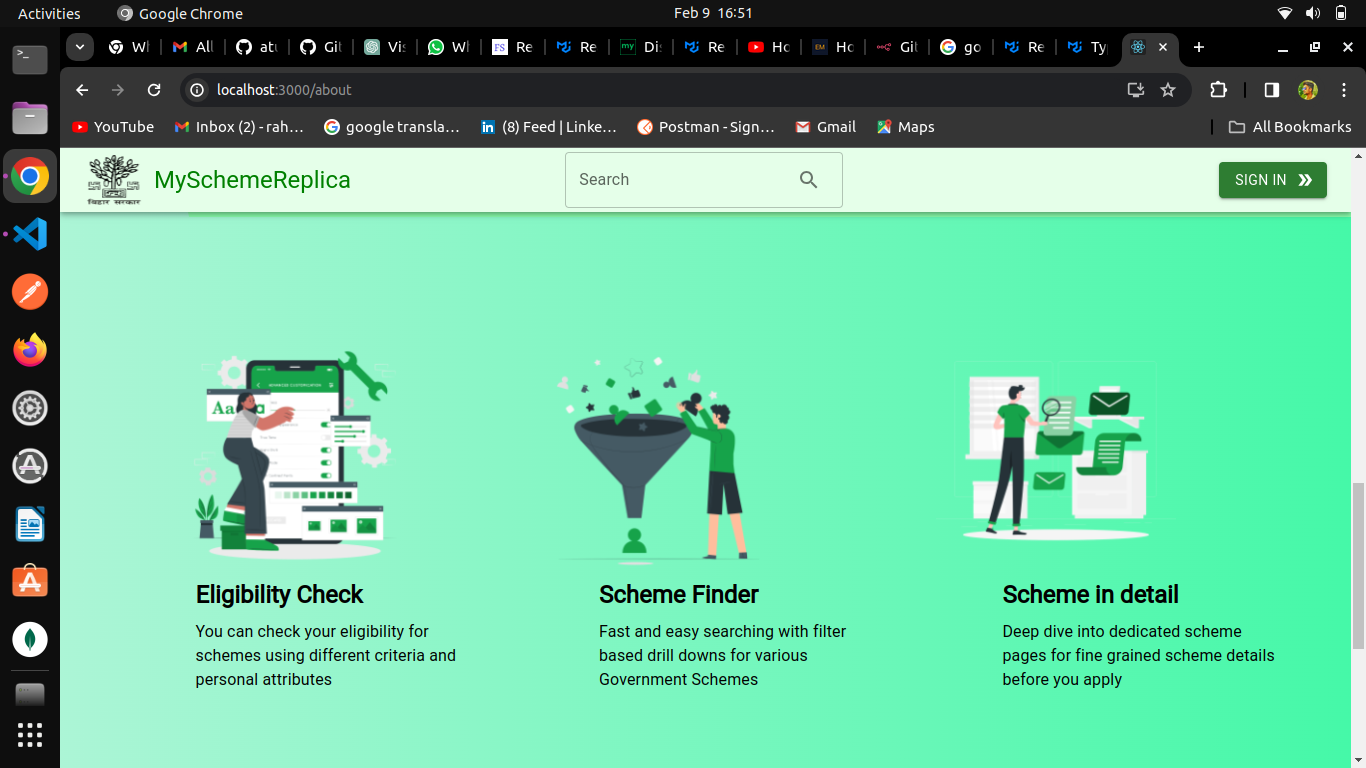 Activities
Google Chrome
Feb 9 16:51
Wh
All
atu
Git
Vis
Wh
Re
Re
Dis
Re
Ho
Ho
Git
go
Re
Ty
localhost:3000/about
YouTube
Inbox (2) - rah...
google transla...
(8) Feed | Linke...
Postman - Sign...
Gmail
Maps
All Bookmarks
बिहार सरकार
MySchemeReplica
Search
SIGN IN
Eligibility Check
You can check your eligibility for
schemes using different criteria and
personal attributes
Scheme Finder
Fast and easy searching with filter
based drill downs for various
Government Schemes
Scheme in detail
Deep dive into dedicated scheme
pages for fine grained scheme details
before you apply